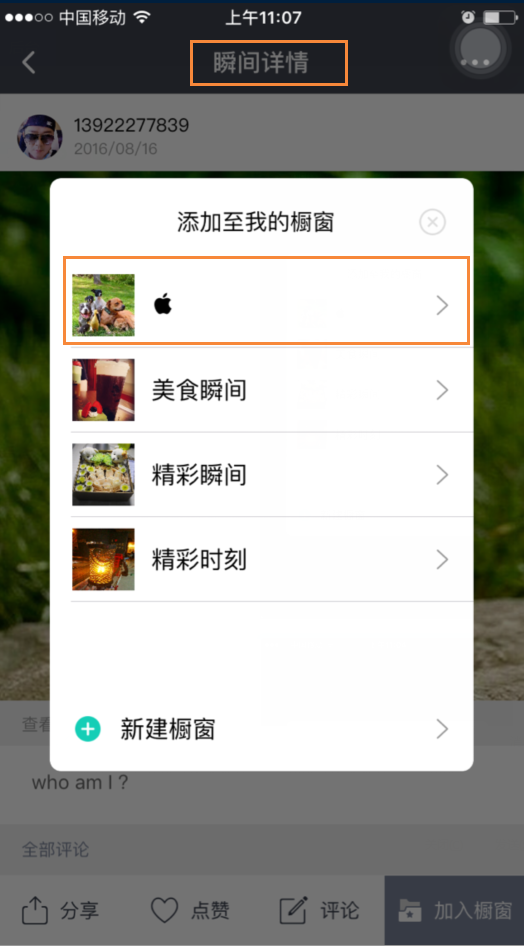 中国移动
上午11:07
瞬间详情
13922277839
2016/08/16
添加至我的橱窗
美食瞬间
精彩瞬间
精彩时刻
新建橱窗
查看
who am I ?
全部评论
分享
点赞
评论
加入橱窗